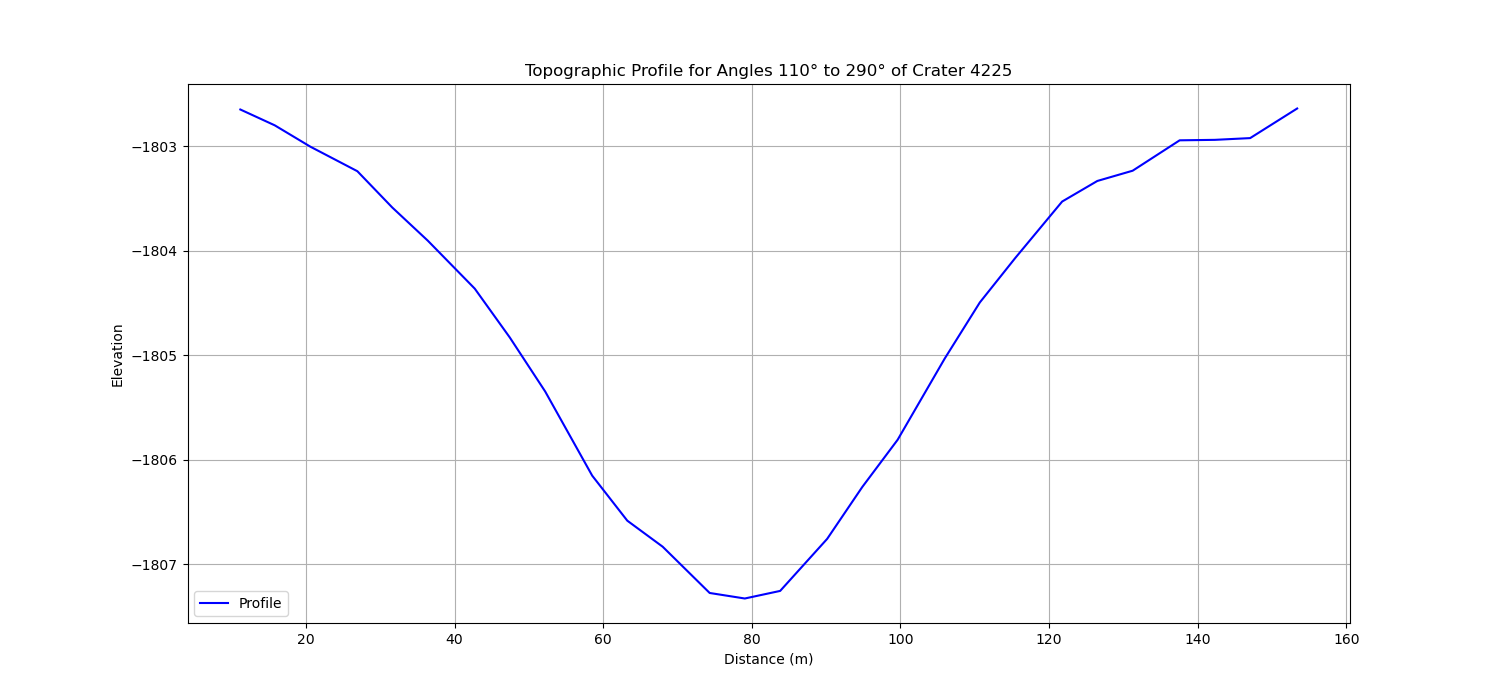 Topographic Profile for Angles 110° to 290° of Crater 4225
Elevation
−1803
−1804
−1805
−1806
−1807
Profile
20 40 60 80 100 120 140 160
Distance (m)